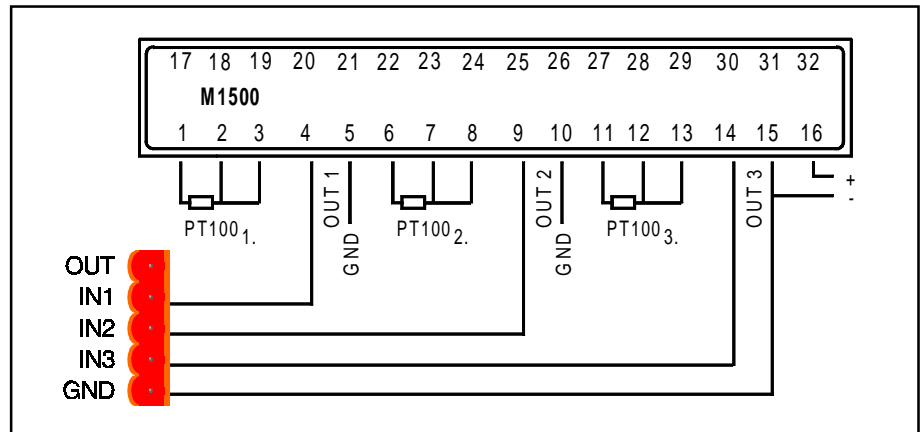 17 18 19 20 21 22 23 24 25 26 27 28 29 30 31 32
M1500
1 2 3 4 5 6 7 8 9 10 11 12 13 14 15 16
OUT 1
OUT 2
OUT 3
+
-
PT100 1.
GND
PT100 2.
GND
PT100 3.
OUT
IN1
IN2
IN3
GND